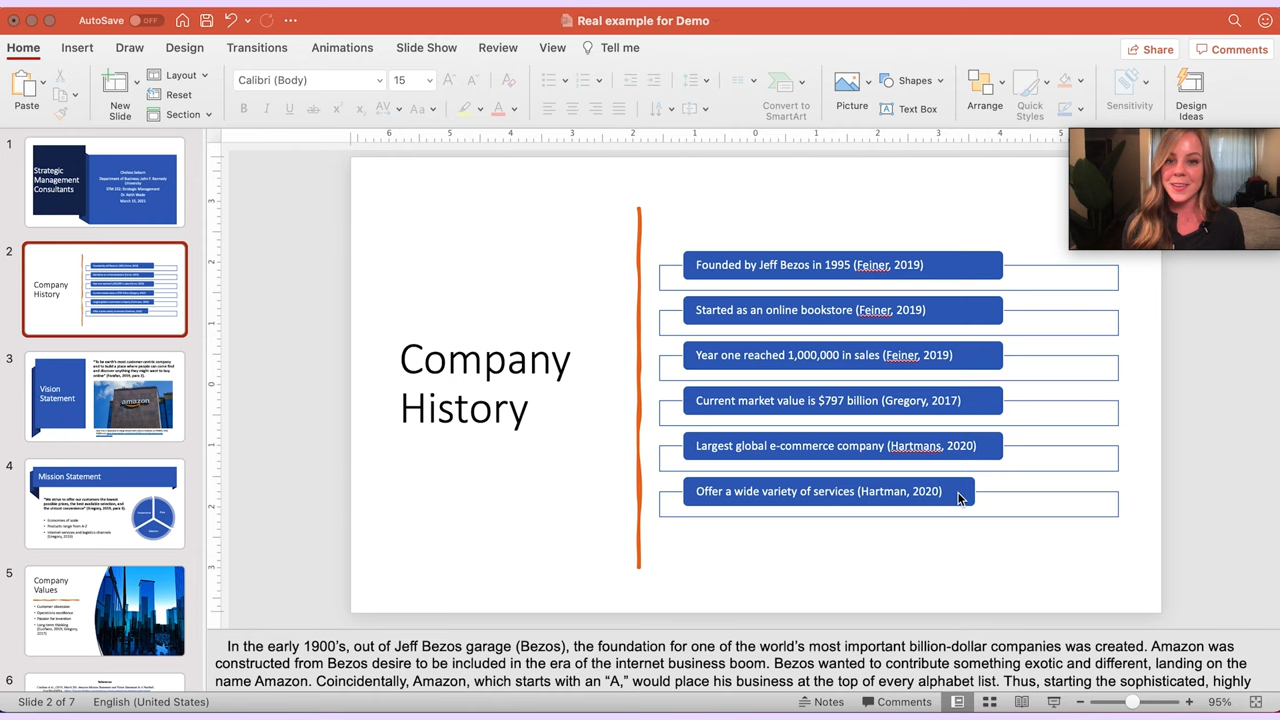 AutoSave OFF
Real example for Demo
Home Insert Draw Design Transitions Animations Slide Show Review View Tell me
Share Comments
Paste
New Slide
Layout
Reset
Section
Calibri (Body) 15
Convert to SmartArt
Picture
Shapes
Text Box
Arrange
Quick Styles
Sensitivity
Design Ideas
1
Strategic
Management
Consultants
2
Company
History
3
Vision
Statement
amazon
4
Mission Statement
5
Company
Values
6
Company
History
Founded by Jeff Bezos in 1995 (Feiner, 2019)
Started as an online bookstore (Feiner, 2019)
Year one reached 1,000,000 in sales (Feiner, 2019)
Current market value is $797 billion (Gregory, 2017)
Largest global e-commerce company (Hartmans, 2020)
Offer a wide variety of services (Hartman, 2020)
In the early 1900's, out of Jeff Bezos garage (Bezos), the foundation for one of the world's most important billion-dollar companies was created. Amazon was
constructed from Bezos desire to be included in the era of the internet business boom. Bezos wanted to contribute something exotic and different, landing on the
name Amazon. Coincidentally, Amazon, which starts with an “A,” would place his business at the top of every alphabet list. Thus, starting the sophisticated, highly
Slide 2 of 7 English (United States) Notes Comments 95%